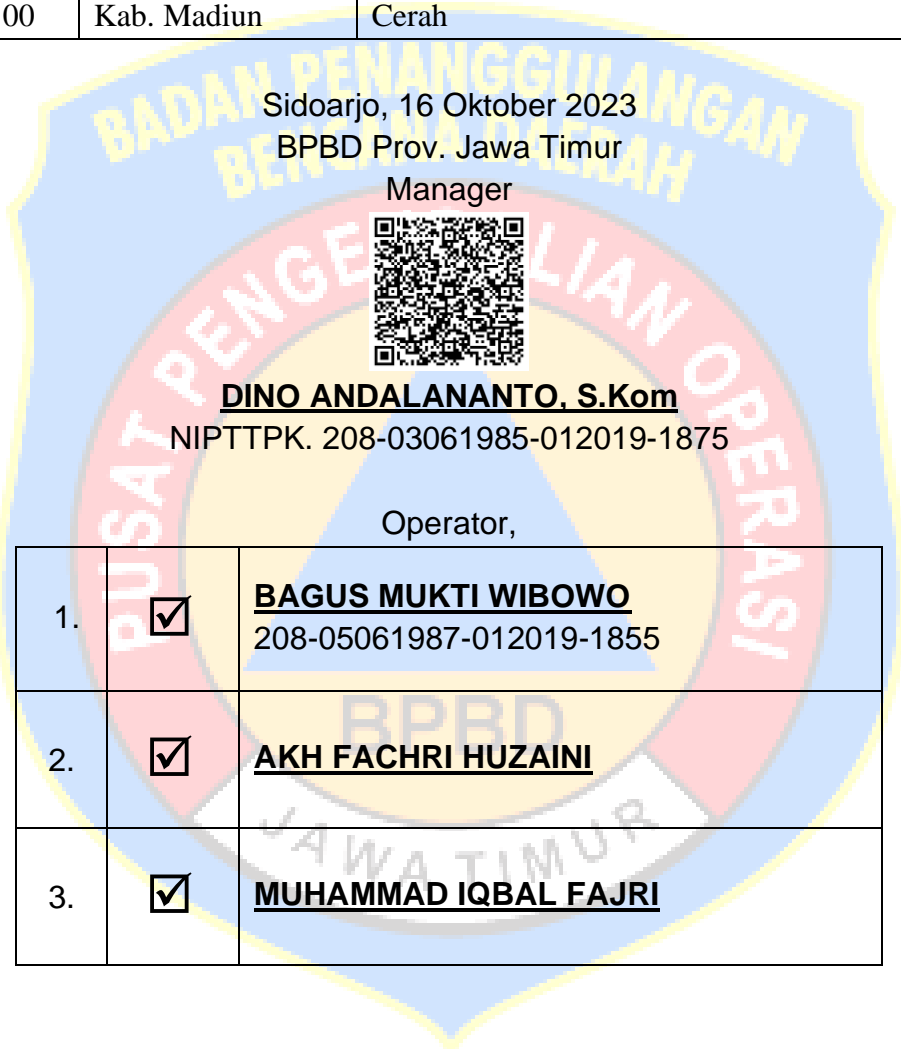 00 Kab. Madiun Cerah
BADAN PENANGGULANGAN
BENCANA DAERAH
Sidoarjo, 16 Oktober 2023
BPBD Prov. Jawa Timur
Manager
PUSAT PENGENDALIAN OPERASI
DINO ANDALANANTO, S.Kom
NIPTTPK. 208-03061985-012019-1875
Operator,
1. ☑ BAGUS MUKTI WIBOWO
208-05061987-012019-1855
BPBD
2. ☑ AKH FACHRI HUZAINI
JAWA TIMUR
3. ☑ MUHAMMAD IQBAL FAJRI